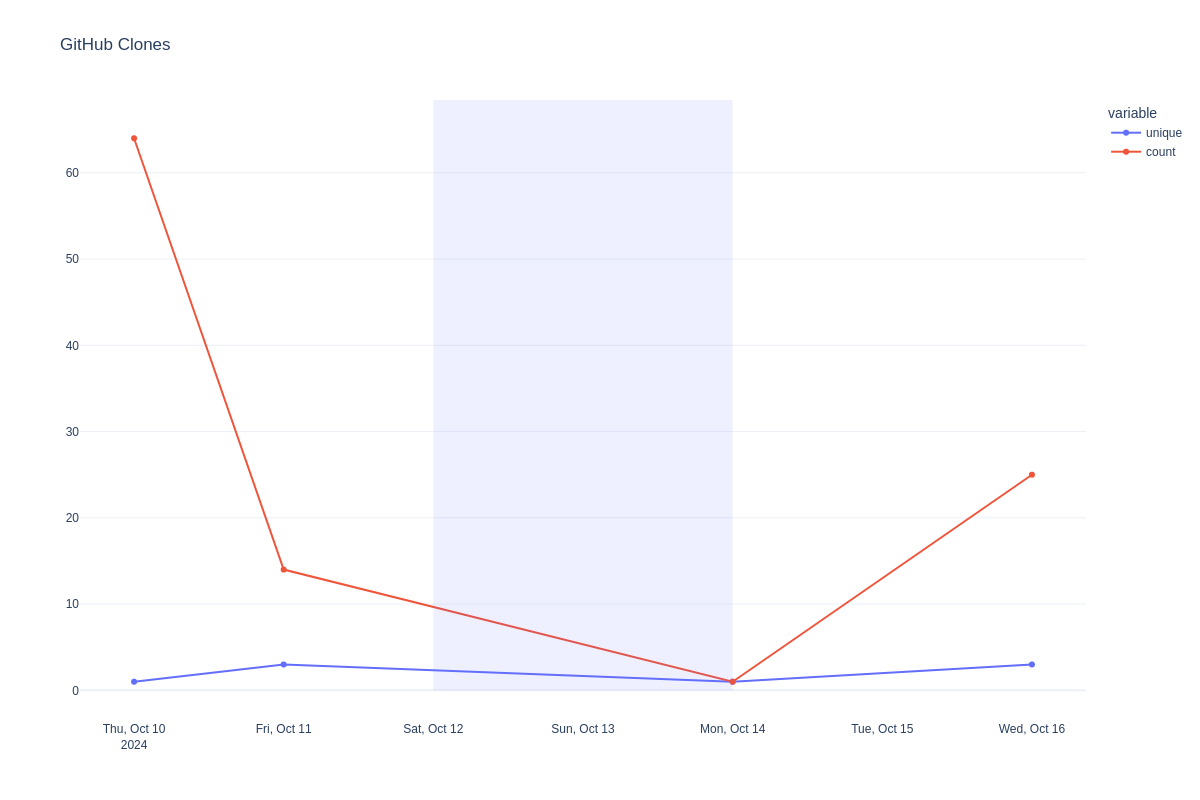 GitHub Clones
variable
unique
count
60
50
40
30
20
10
0
Thu, Oct 10
2024
Fri, Oct 11
Sat, Oct 12
Sun, Oct 13
Mon, Oct 14
Tue, Oct 15
Wed, Oct 16